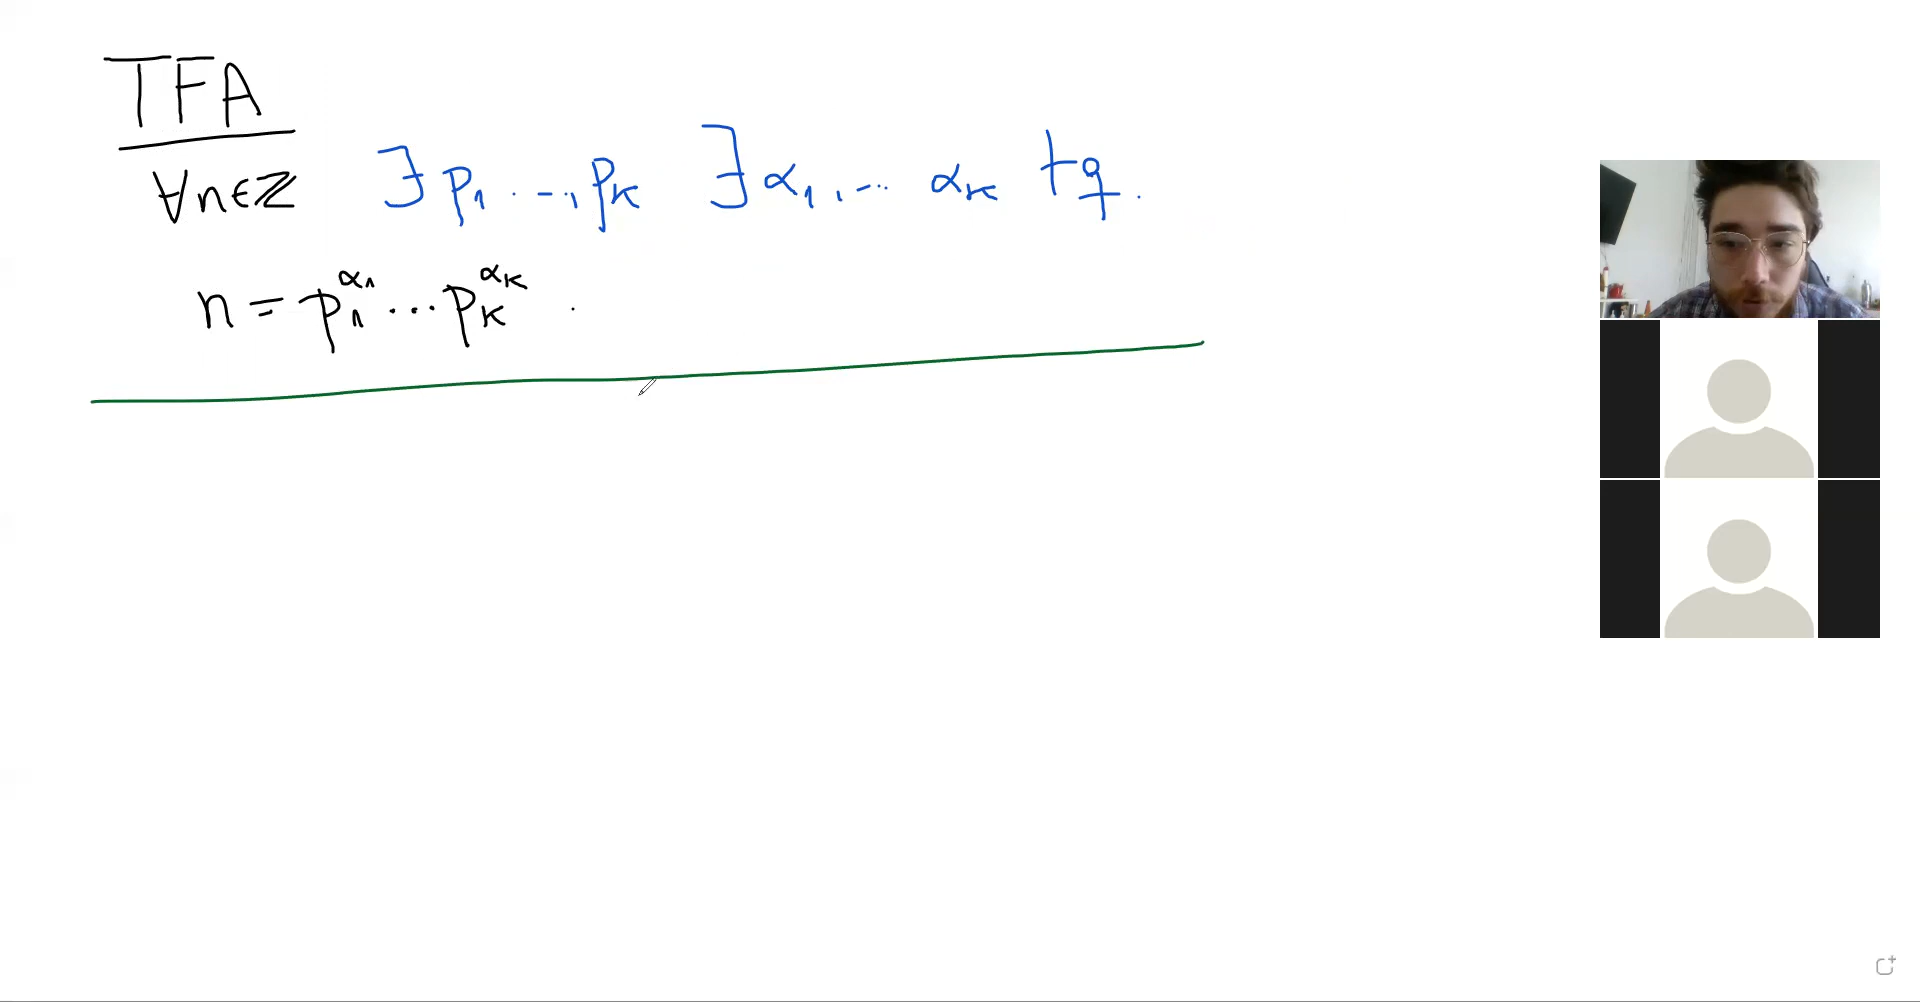 TFA
∀n∈ℤ ∃ p₁ . . . , pₖ ∃ α₁, ... αₖ tq.
n = p₁^α₁ ... pₖ^αₖ .